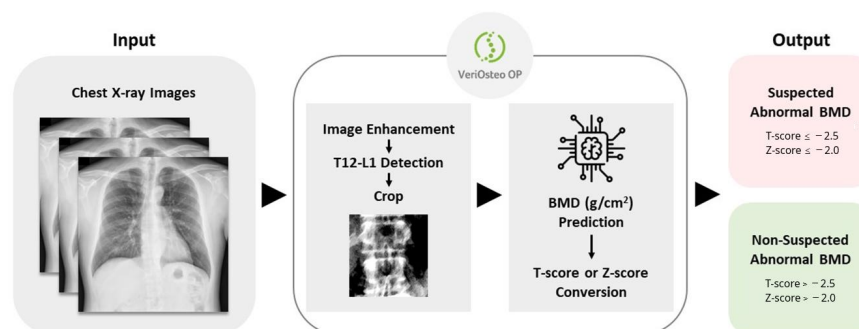 Input
Chest X-ray Images
VeriOsteo OP
Image Enhancement
T12-L1 Detection
Crop
BMD (g/cm²)
Prediction
T-score or Z-score
Conversion
Output
Suspected
Abnormal BMD
T-score ≤ −2.5
Z-score ≤ −2.0
Non-Suspected
Abnormal BMD
T-score > −2.5
Z-score > −2.0